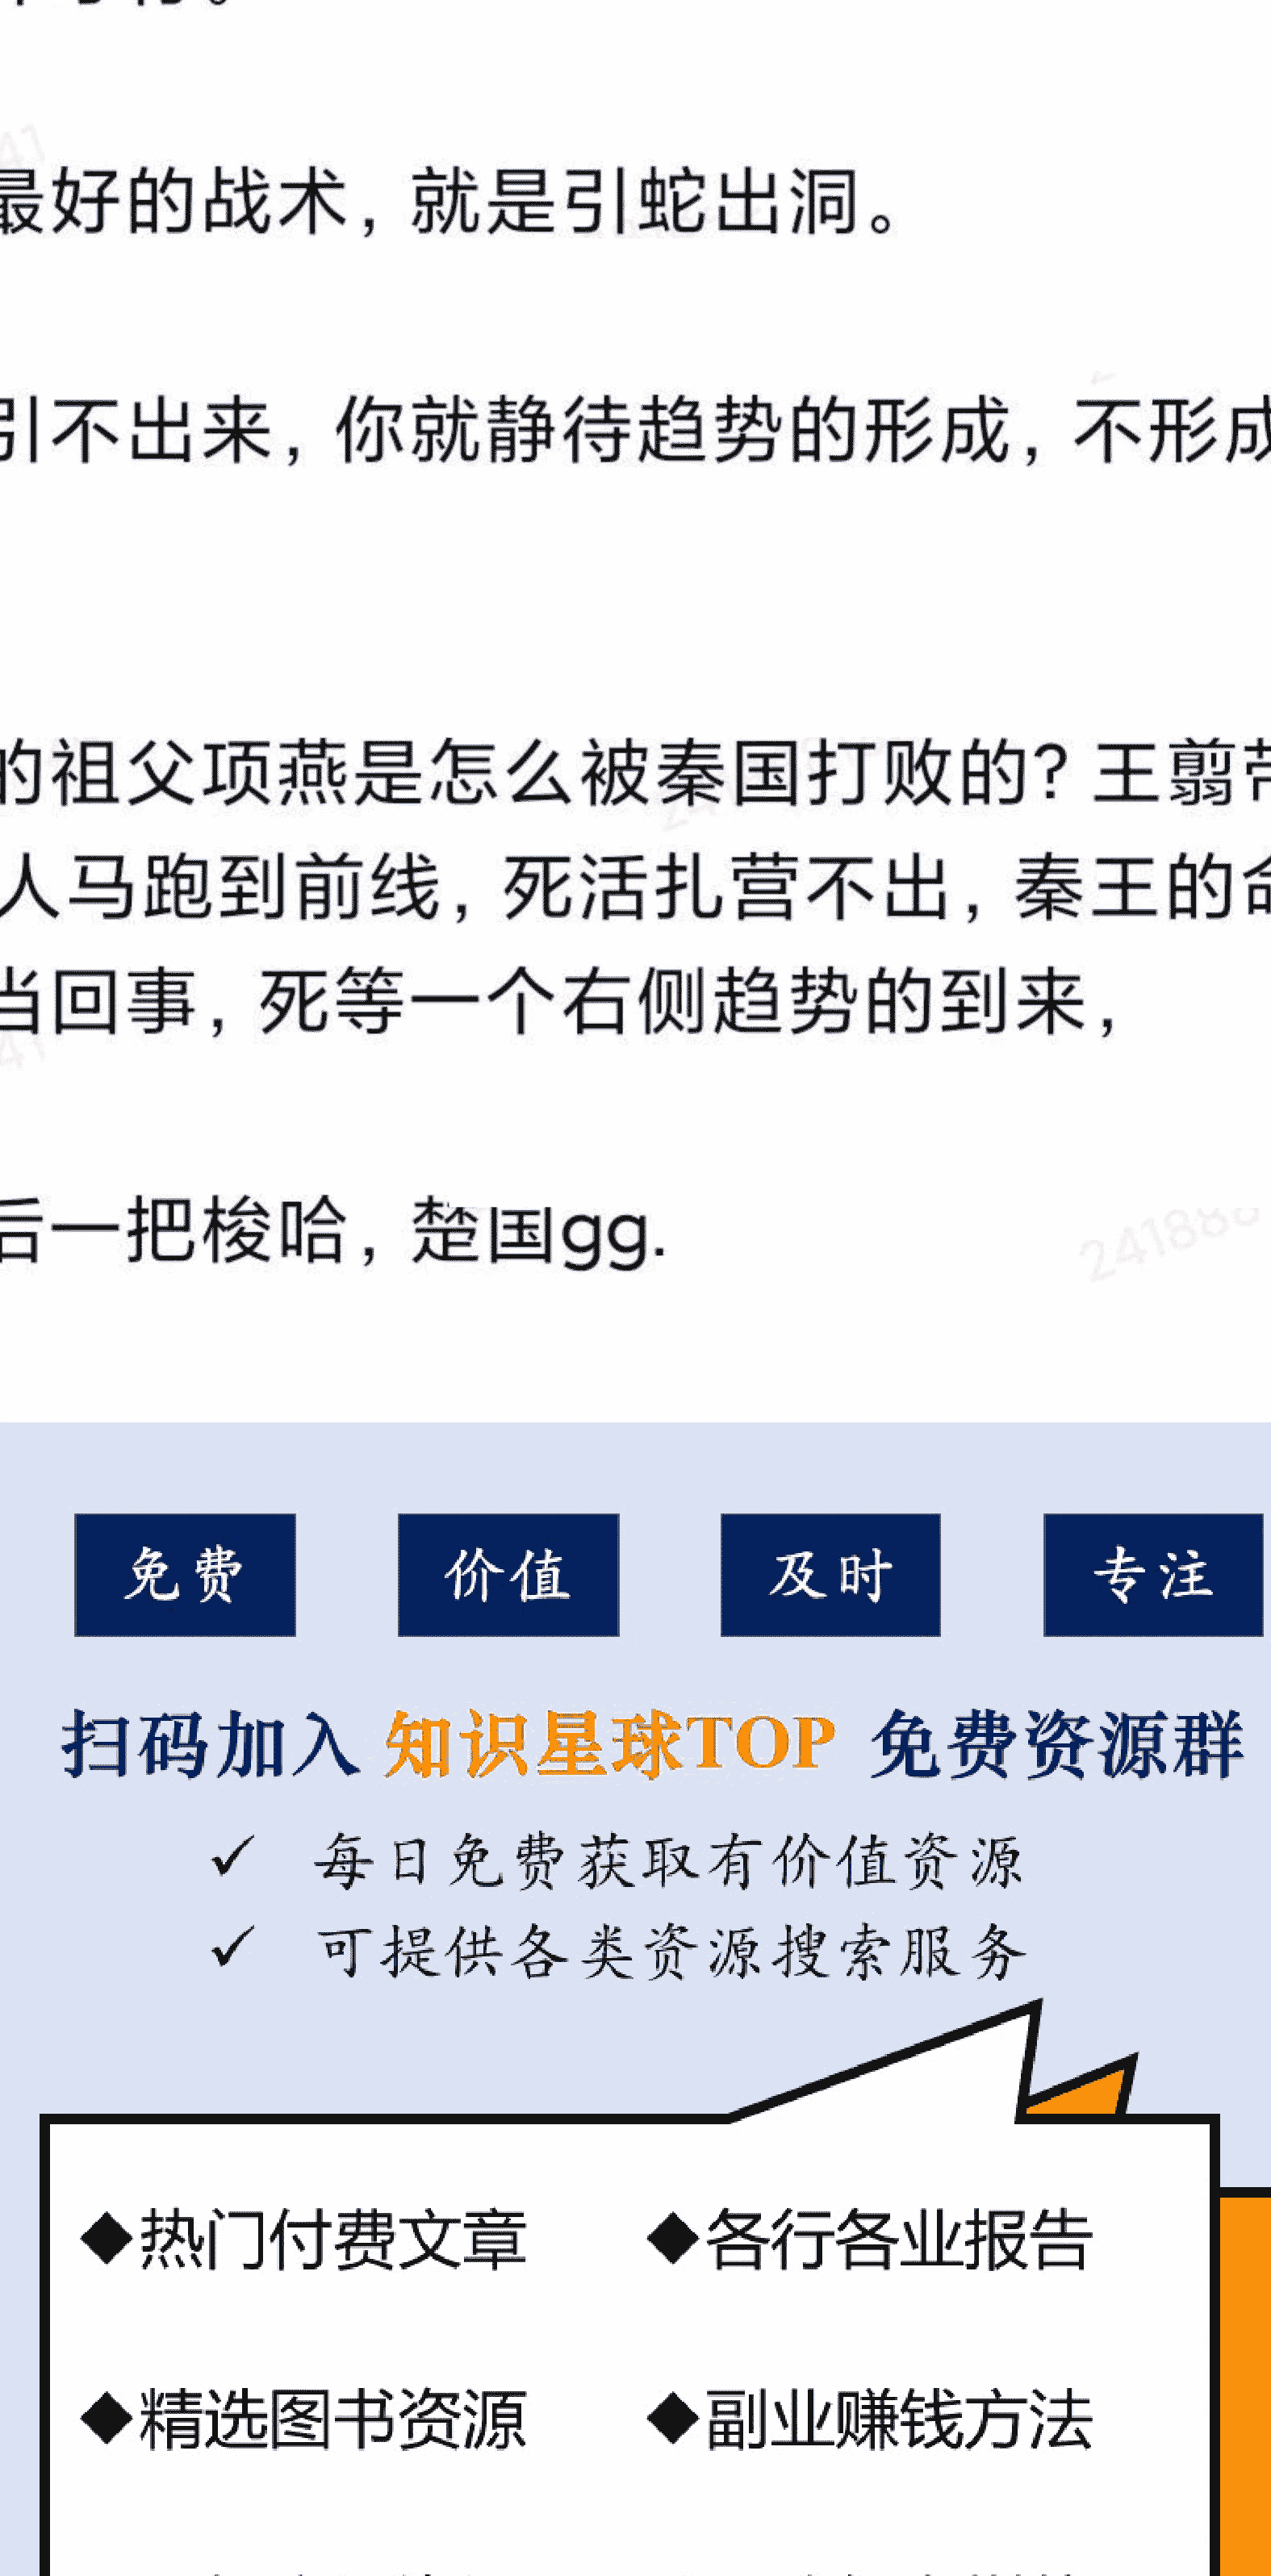 最好的战术，就是引蛇出洞。
引不出来，你就静待趋势的形成，不形成
的祖父项燕是怎么被秦国打败的？王翦带
人马跑到前线，死活扎营不出，秦王的命
当回事，死等一个右侧趋势的到来，
后一把梭哈，楚国gg.
241888
免费 价值 及时 专注
扫码加入 知识星球TOP 免费资源群
✓ 每日免费获取有价值资源
✓ 可提供各类资源搜索服务
◆热门付费文章 ◆各行各业报告
◆精选图书资源 ◆副业赚钱方法